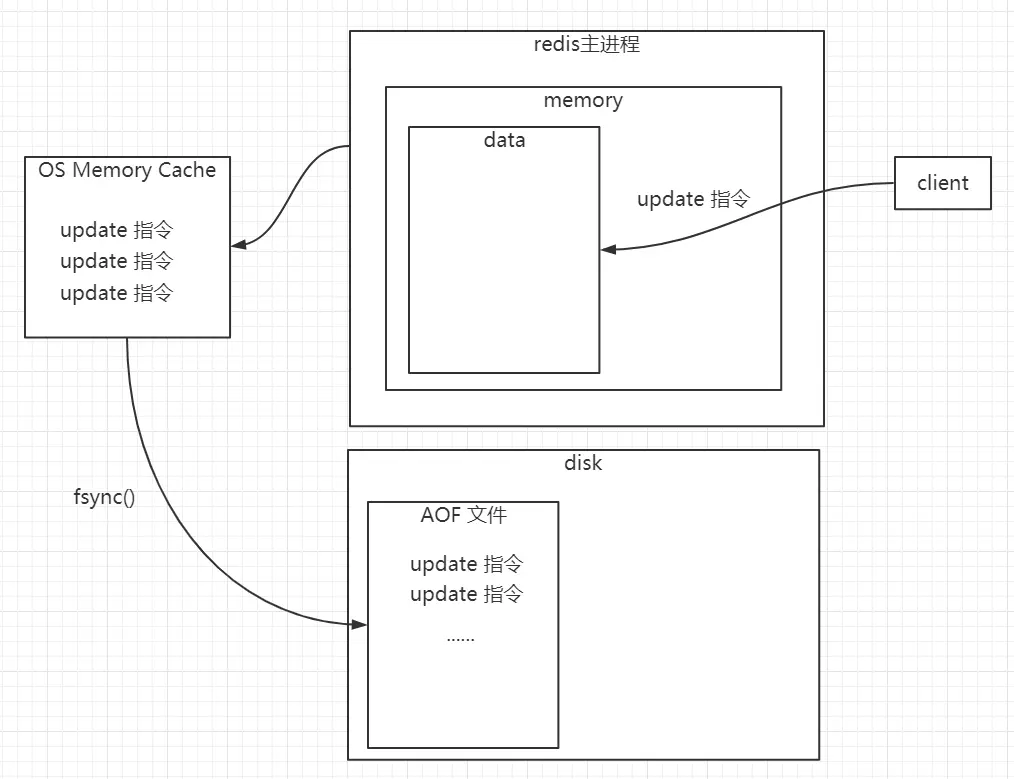 redis主进程
memory
data
update 指令
client
OS Memory Cache
update 指令
update 指令
update 指令
fsync()
disk
AOF 文件
update 指令
update 指令
......